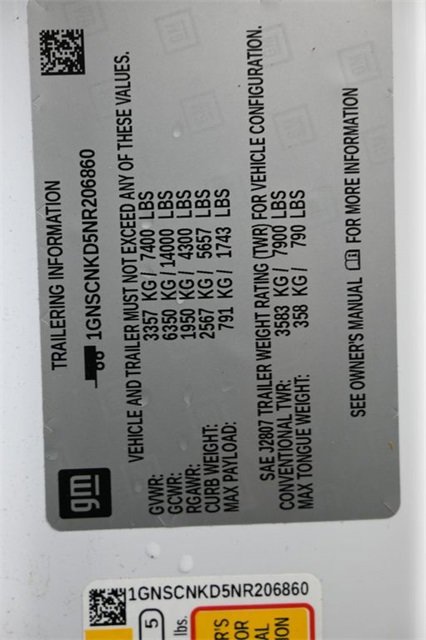 gm
TRAILERING INFORMATION
1GNSCNKD5NR206860
VEHICLE AND TRAILER MUST NOT EXCEED ANY OF THESE VALUES.
GVWR: 3357 KG / 7400 LBS
GCWR: 6350 KG / 14000 LBS
RGAWR: 1950 KG / 4300 LBS
CURB WEIGHT: 2567 KG / 5657 LBS
MAX PAYLOAD: 791 KG / 1743 LBS
SAE J2807 TRAILER WEIGHT RATING (TWR) FOR VEHICLE CONFIGURATION.
CONVENTIONAL TWR: 3583 KG / 7900 LBS
MAX TONGUE WEIGHT: 358 KG / 790 LBS
SEE OWNER'S MANUAL FOR MORE INFORMATION
1GNSCNKD5NR206860
5
lbs.
R'S
OR
AL
ION